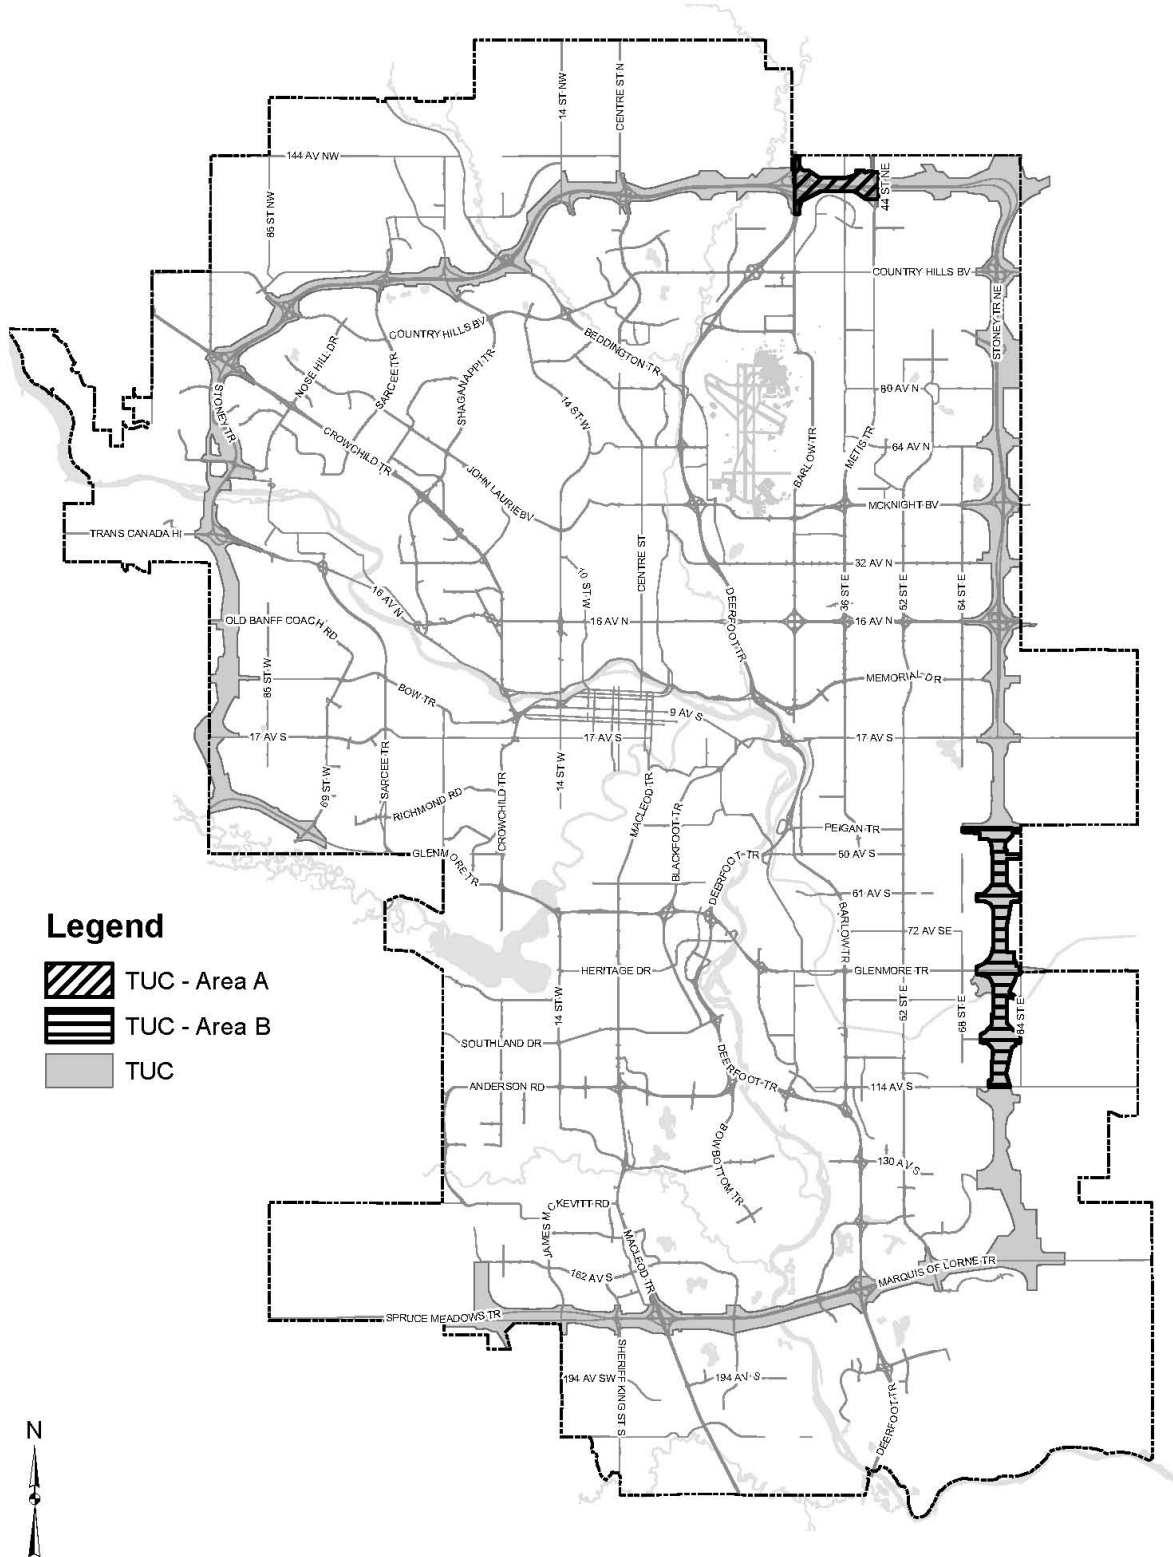 14 ST NW
CENTRE ST N
144 AV NW
85 ST NW
44 ST NE
COUNTRY HILLS BV
STONEY TR NE
COUNTRY HILLS BV
BEDDINGTON TR
NOSE HILL DR
SARCEE TR
SHAGANAPPI TR
STONEY TR
14 ST W
CROWCHILD TR
80 AV N
BARLOW TR
METIS TR
64 AV N
JOHN LAURIE BV
MCKNIGHT BV
TRANS CANADA HI
CENTRE ST
32 AV N
10 ST W
DEERFOOT TR
36 ST E
52 ST E
64 ST E
16 AV N
16 AV N
16 AV N
OLD BANFF COACH RD
85 ST W
BOW TR
MEMORIAL DR
9 AV S
17 AV S
17 AV S
17 AV S
69 ST W
SARCEE TR
14 ST W
CROWCHILD TR
MACLEOD TR
RICHMOND RD
BLACKFOOT TR
PEIGAN TR
GLENMORE TR
50 AV S
DEERFOOT TR
61 AV S
BARLOW TR
72 AV SE
Legend
TUC - Area A
TUC - Area B
TUC
HERITAGE DR
GLENMORE TR
14 ST W
52 ST E
68 ST E
84 ST E
SOUTHLAND DR
DEERFOOT TR
ANDERSON RD
114 AV S
BOW BOTTOM TR
130 AV S
JAMES MCKEVITT RD
MACLEOD TR
162 AV S
MARQUIS OF LORNE TR
SPRUCE MEADOWS TR
SHERIFF KING ST S
194 AV SW
194 AV S
DEERFOOT TR
N